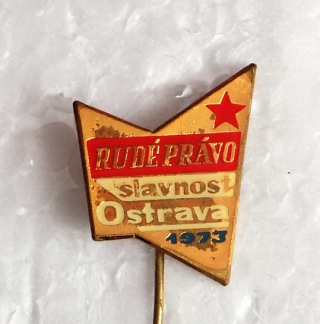 RUDÉ PRÁVO
slavnost
Ostrava
1973